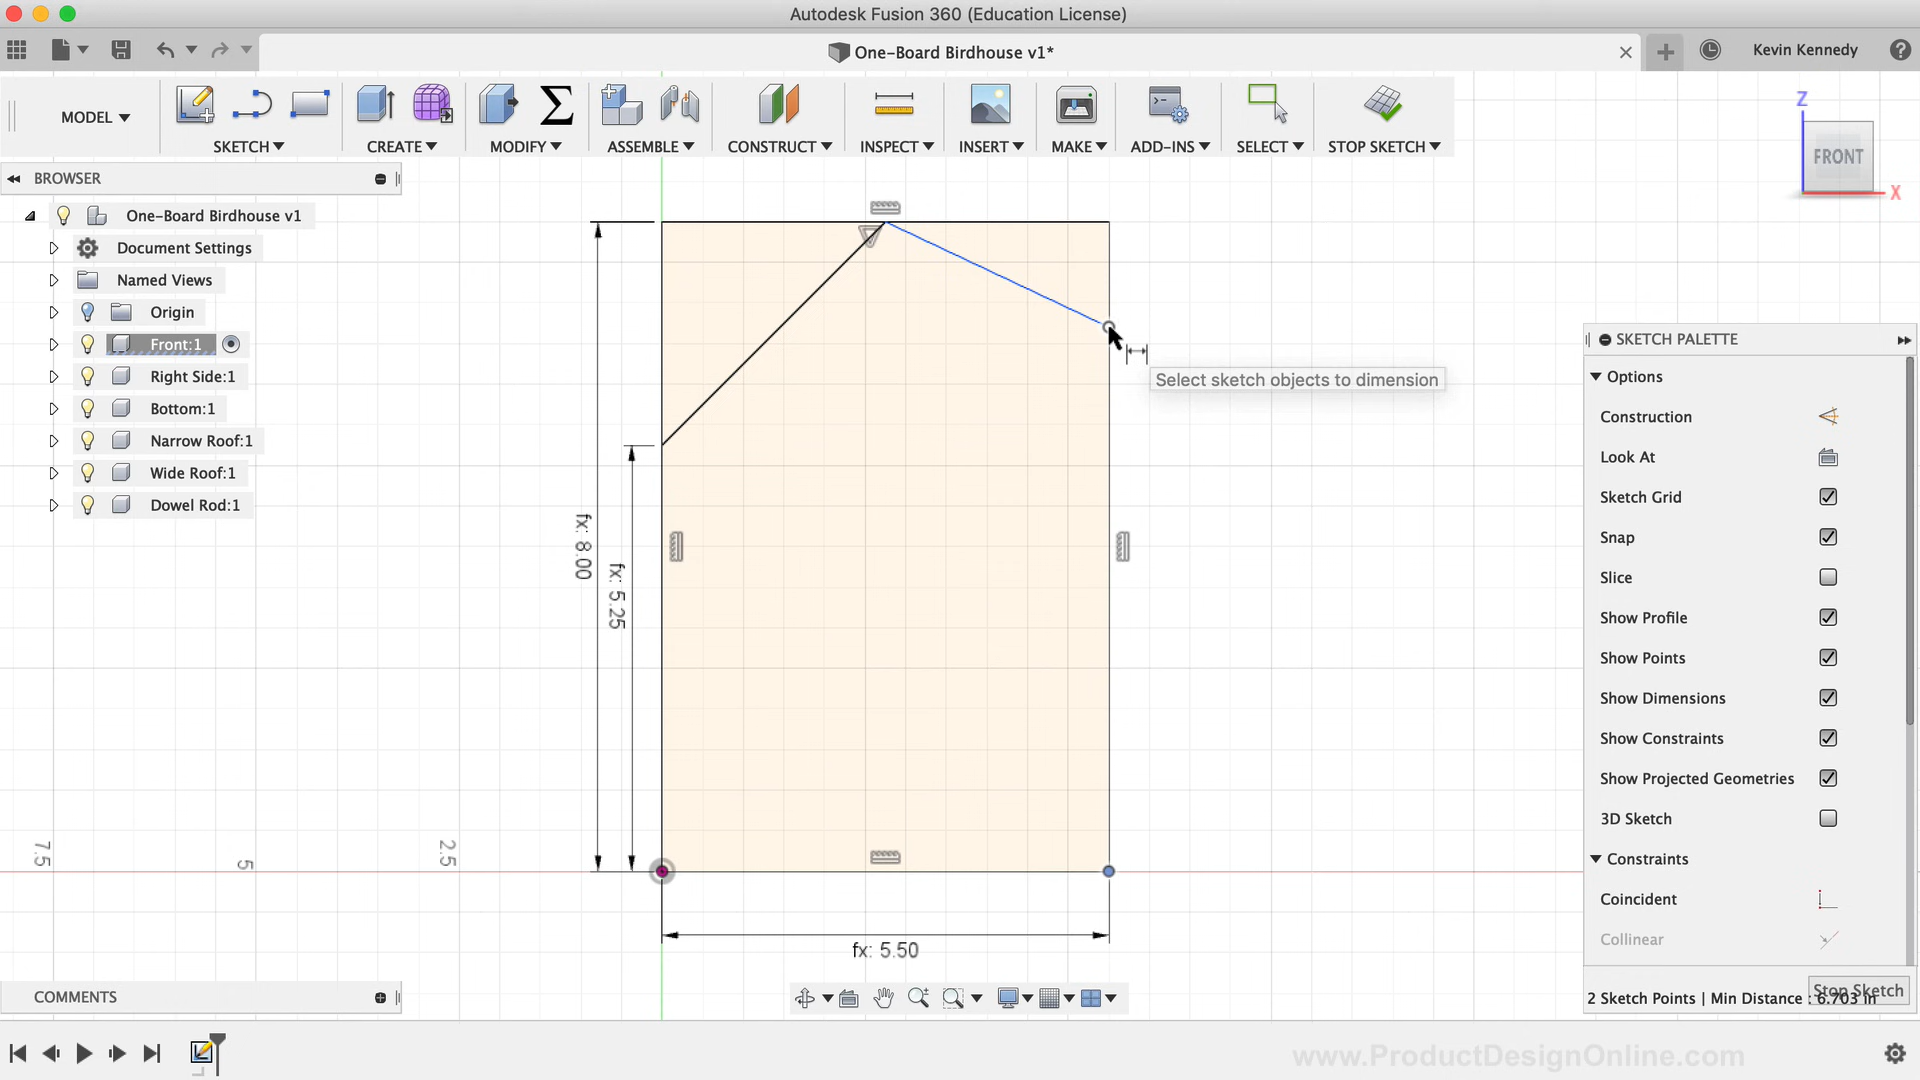 Autodesk Fusion 360 (Education License)
One-Board Birdhouse v1*
Kevin Kennedy
MODEL
SKETCH
CREATE
MODIFY
ASSEMBLE
CONSTRUCT
INSPECT
INSERT
MAKE
ADD-INS
SELECT
STOP SKETCH
Z
FRONT
X
BROWSER
One-Board Birdhouse v1
Document Settings
Named Views
Origin
Front:1
Right Side:1
Bottom:1
Narrow Roof:1
Wide Roof:1
Dowel Rod:1
Select sketch objects to dimension
fx: 8.00
fx: 5.25
fx: 5.50
7.5
5
2.5
SKETCH PALETTE
Options
Construction
Look At
Sketch Grid
Snap
Slice
Show Profile
Show Points
Show Dimensions
Show Constraints
Show Projected Geometries
3D Sketch
Constraints
Coincident
Collinear
Stop Sketch
2 Sketch Points | Min Distance : 6.703 in
COMMENTS
www.ProductDesignOnline.com